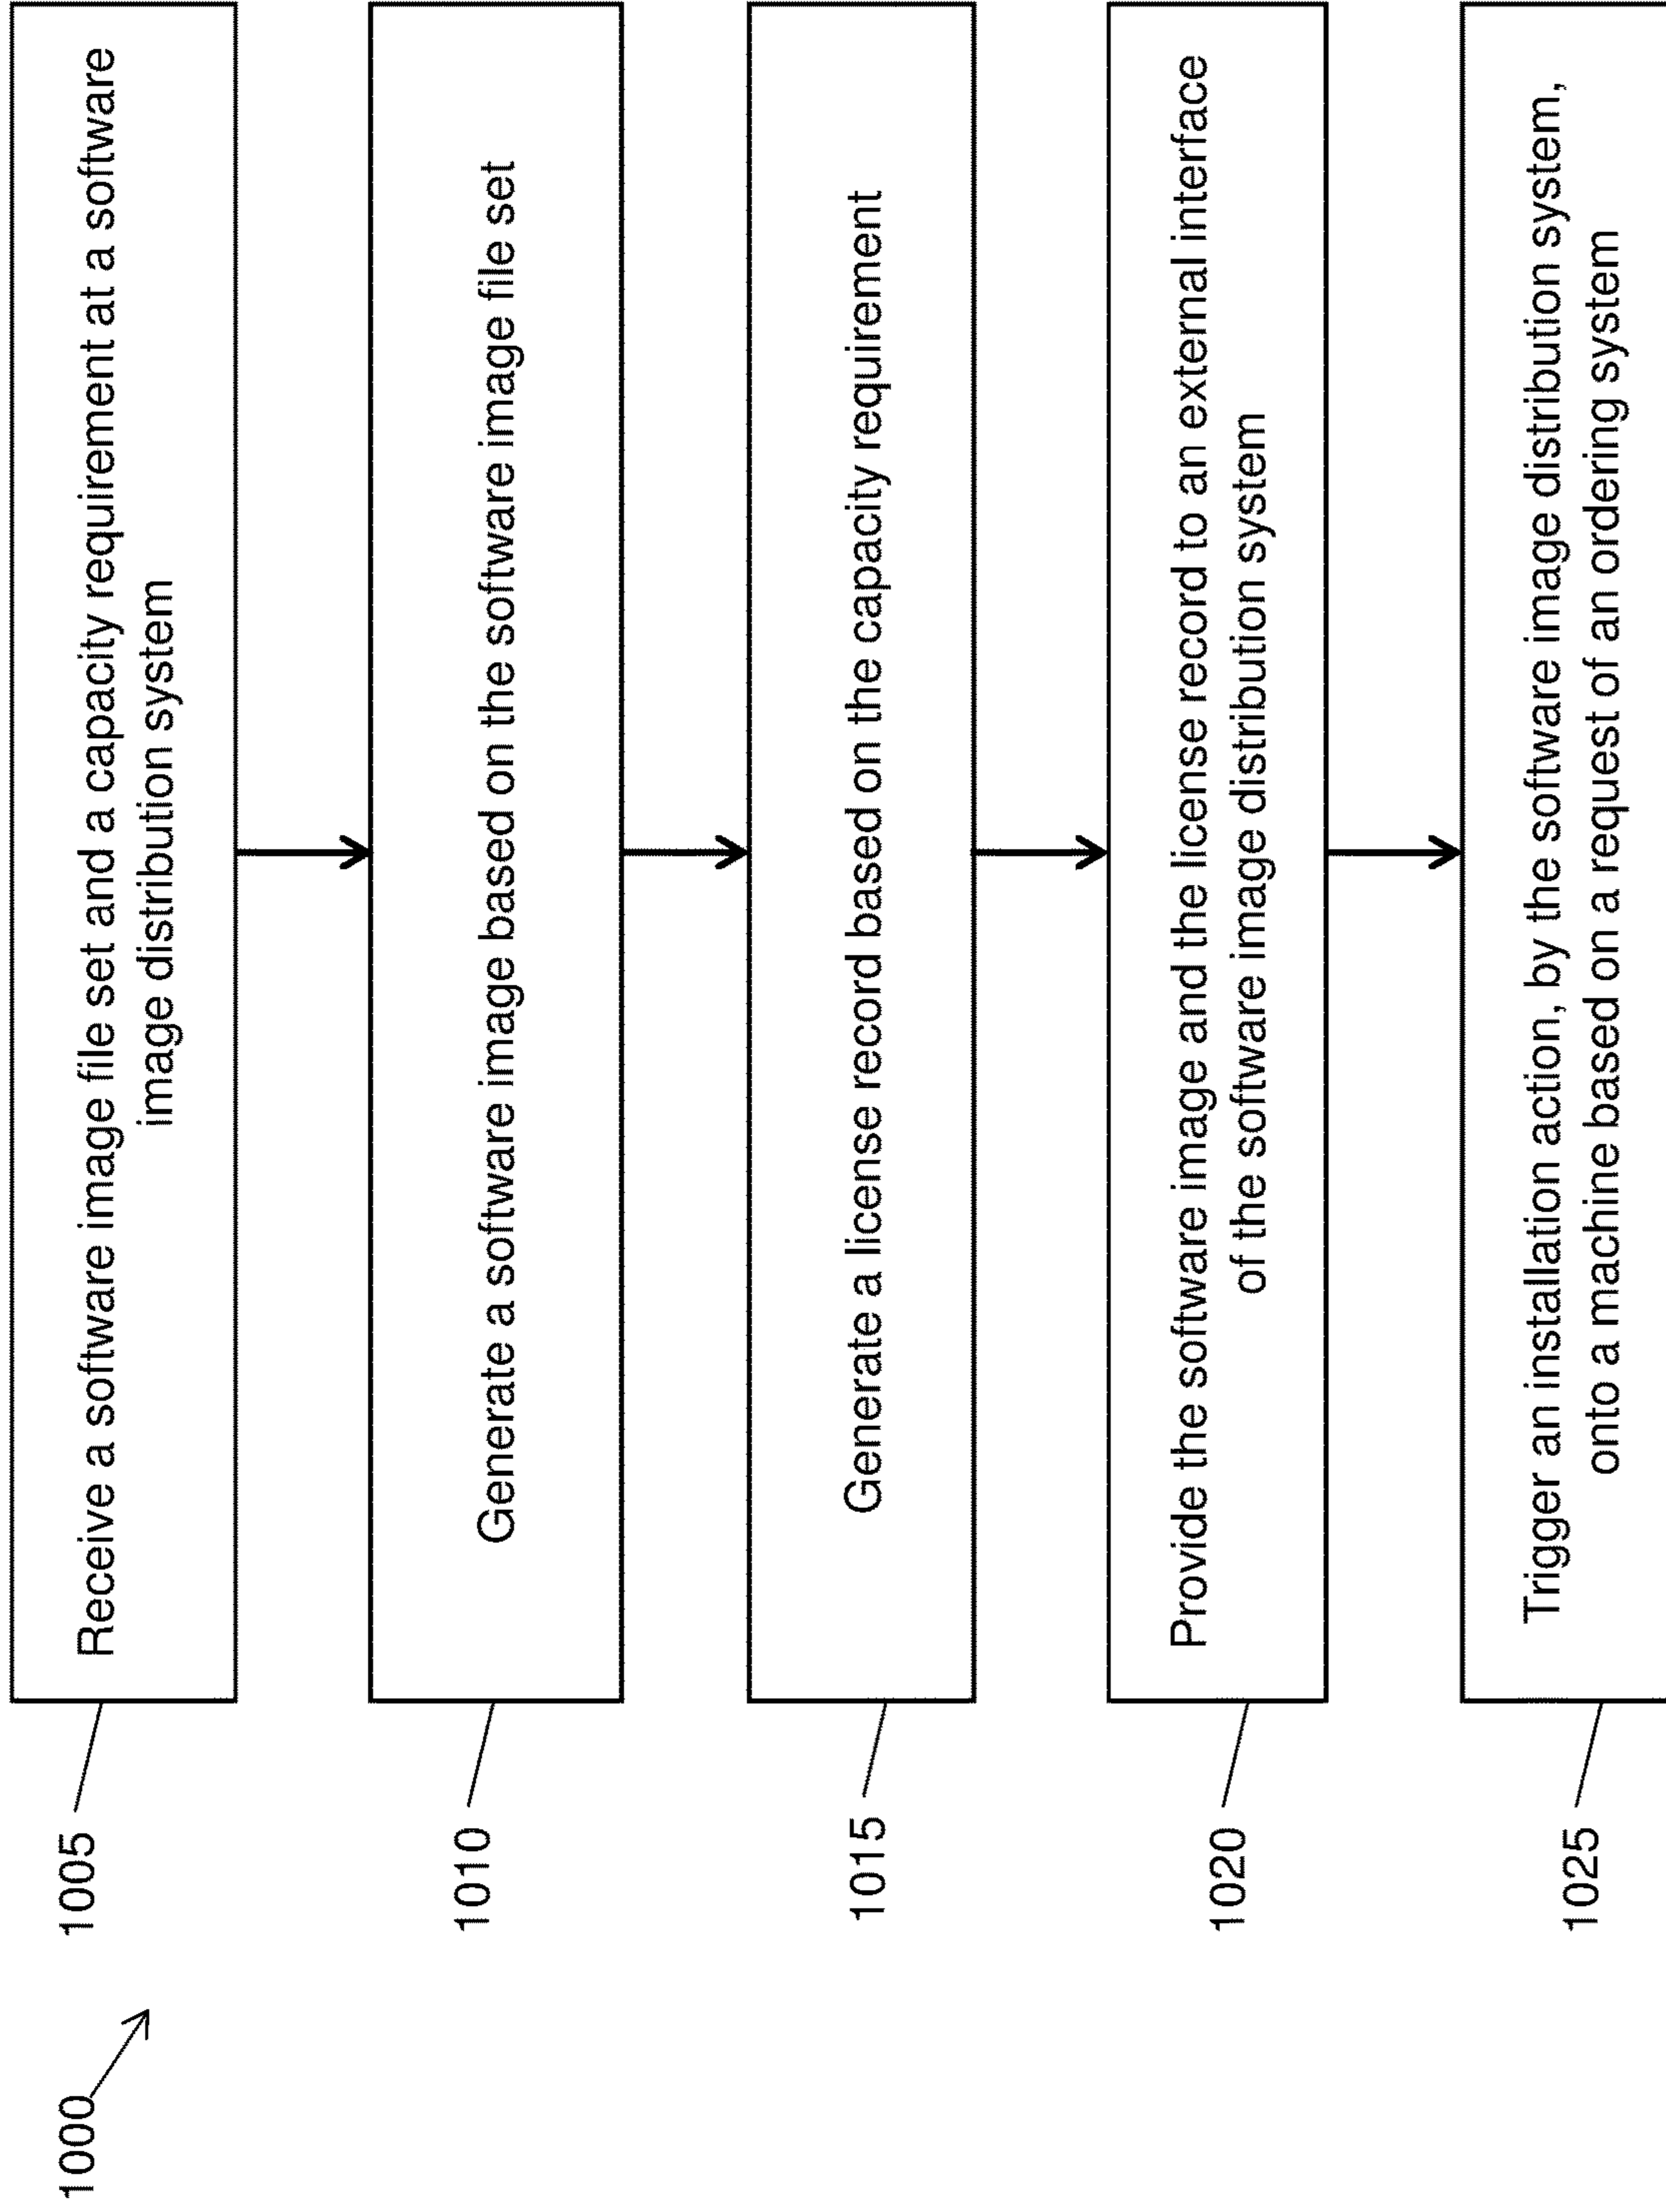 1000
1005
Receive a software image file set and a capacity requirement at a software
image distribution system
1010
Generate a software image based on the software image file set
1015
Generate a license record based on the capacity requirement
1020
Provide the software image and the license record to an external interface
of the software image distribution system
1025
Trigger an installation action, by the software image distribution system,
onto a machine based on a request of an ordering system